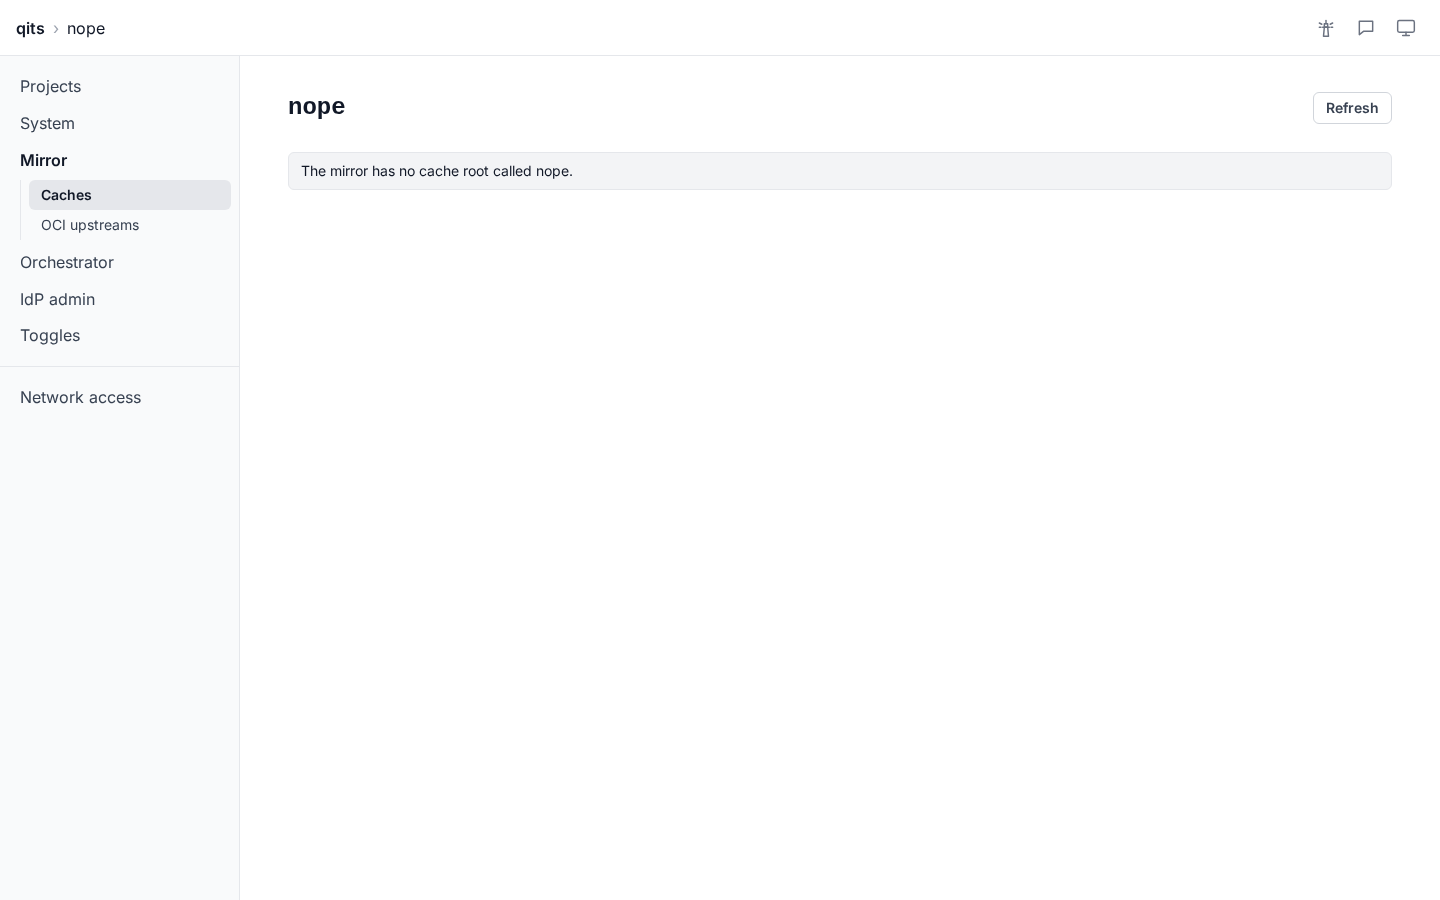 qits › nope
Projects
System
Mirror
Caches
OCI upstreams
Orchestrator
IdP admin
Toggles
Network access
nope
Refresh
The mirror has no cache root called nope.